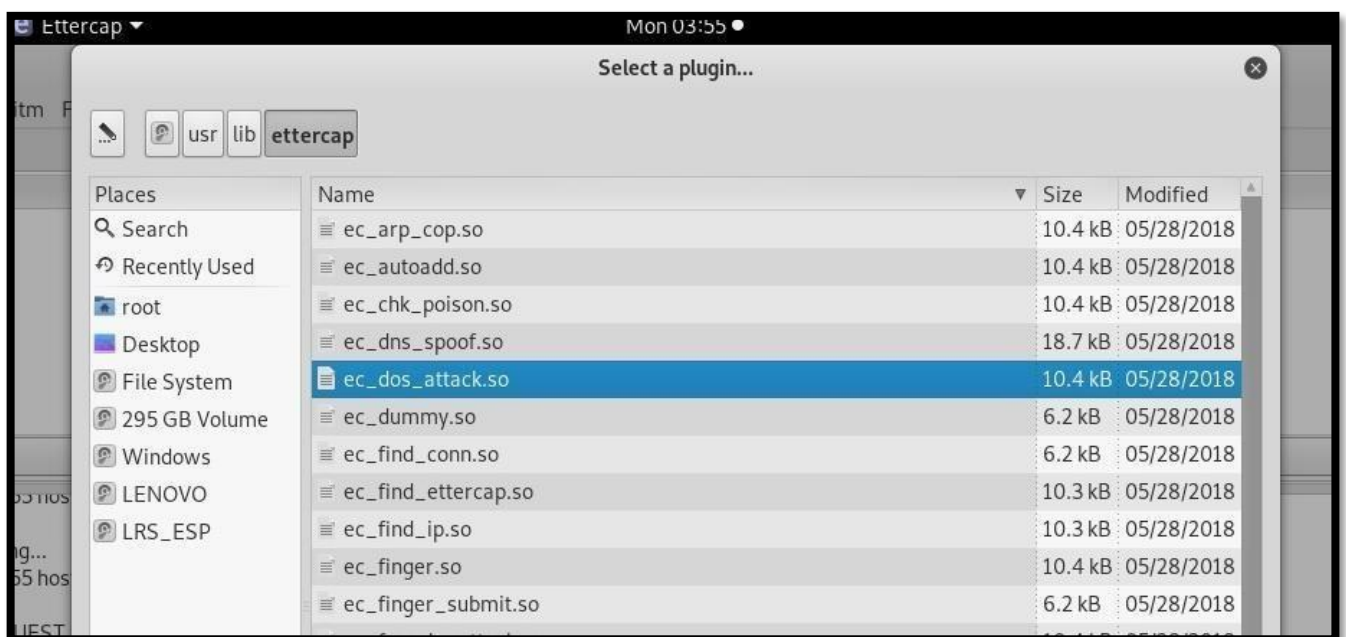 Ettercap Mon 03:55
Select a plugin...
itm F
usr lib ettercap
Places Name Size Modified
Search ec_arp_cop.so 10.4 kB 05/28/2018
Recently Used ec_autoadd.so 10.4 kB 05/28/2018
root ec_chk_poison.so 10.4 kB 05/28/2018
Desktop ec_dns_spoof.so 18.7 kB 05/28/2018
File System ec_dos_attack.so 10.4 kB 05/28/2018
295 GB Volume ec_dummy.so 6.2 kB 05/28/2018
Windows ec_find_conn.so 6.2 kB 05/28/2018
LENOVO ec_find_ettercap.so 10.3 kB 05/28/2018
LRS_ESP ec_find_ip.so 10.3 kB 05/28/2018
ng...
ec_finger.so 10.4 kB 05/28/2018
55 hos
ec_finger_submit.so 6.2 kB 05/28/2018
UEST